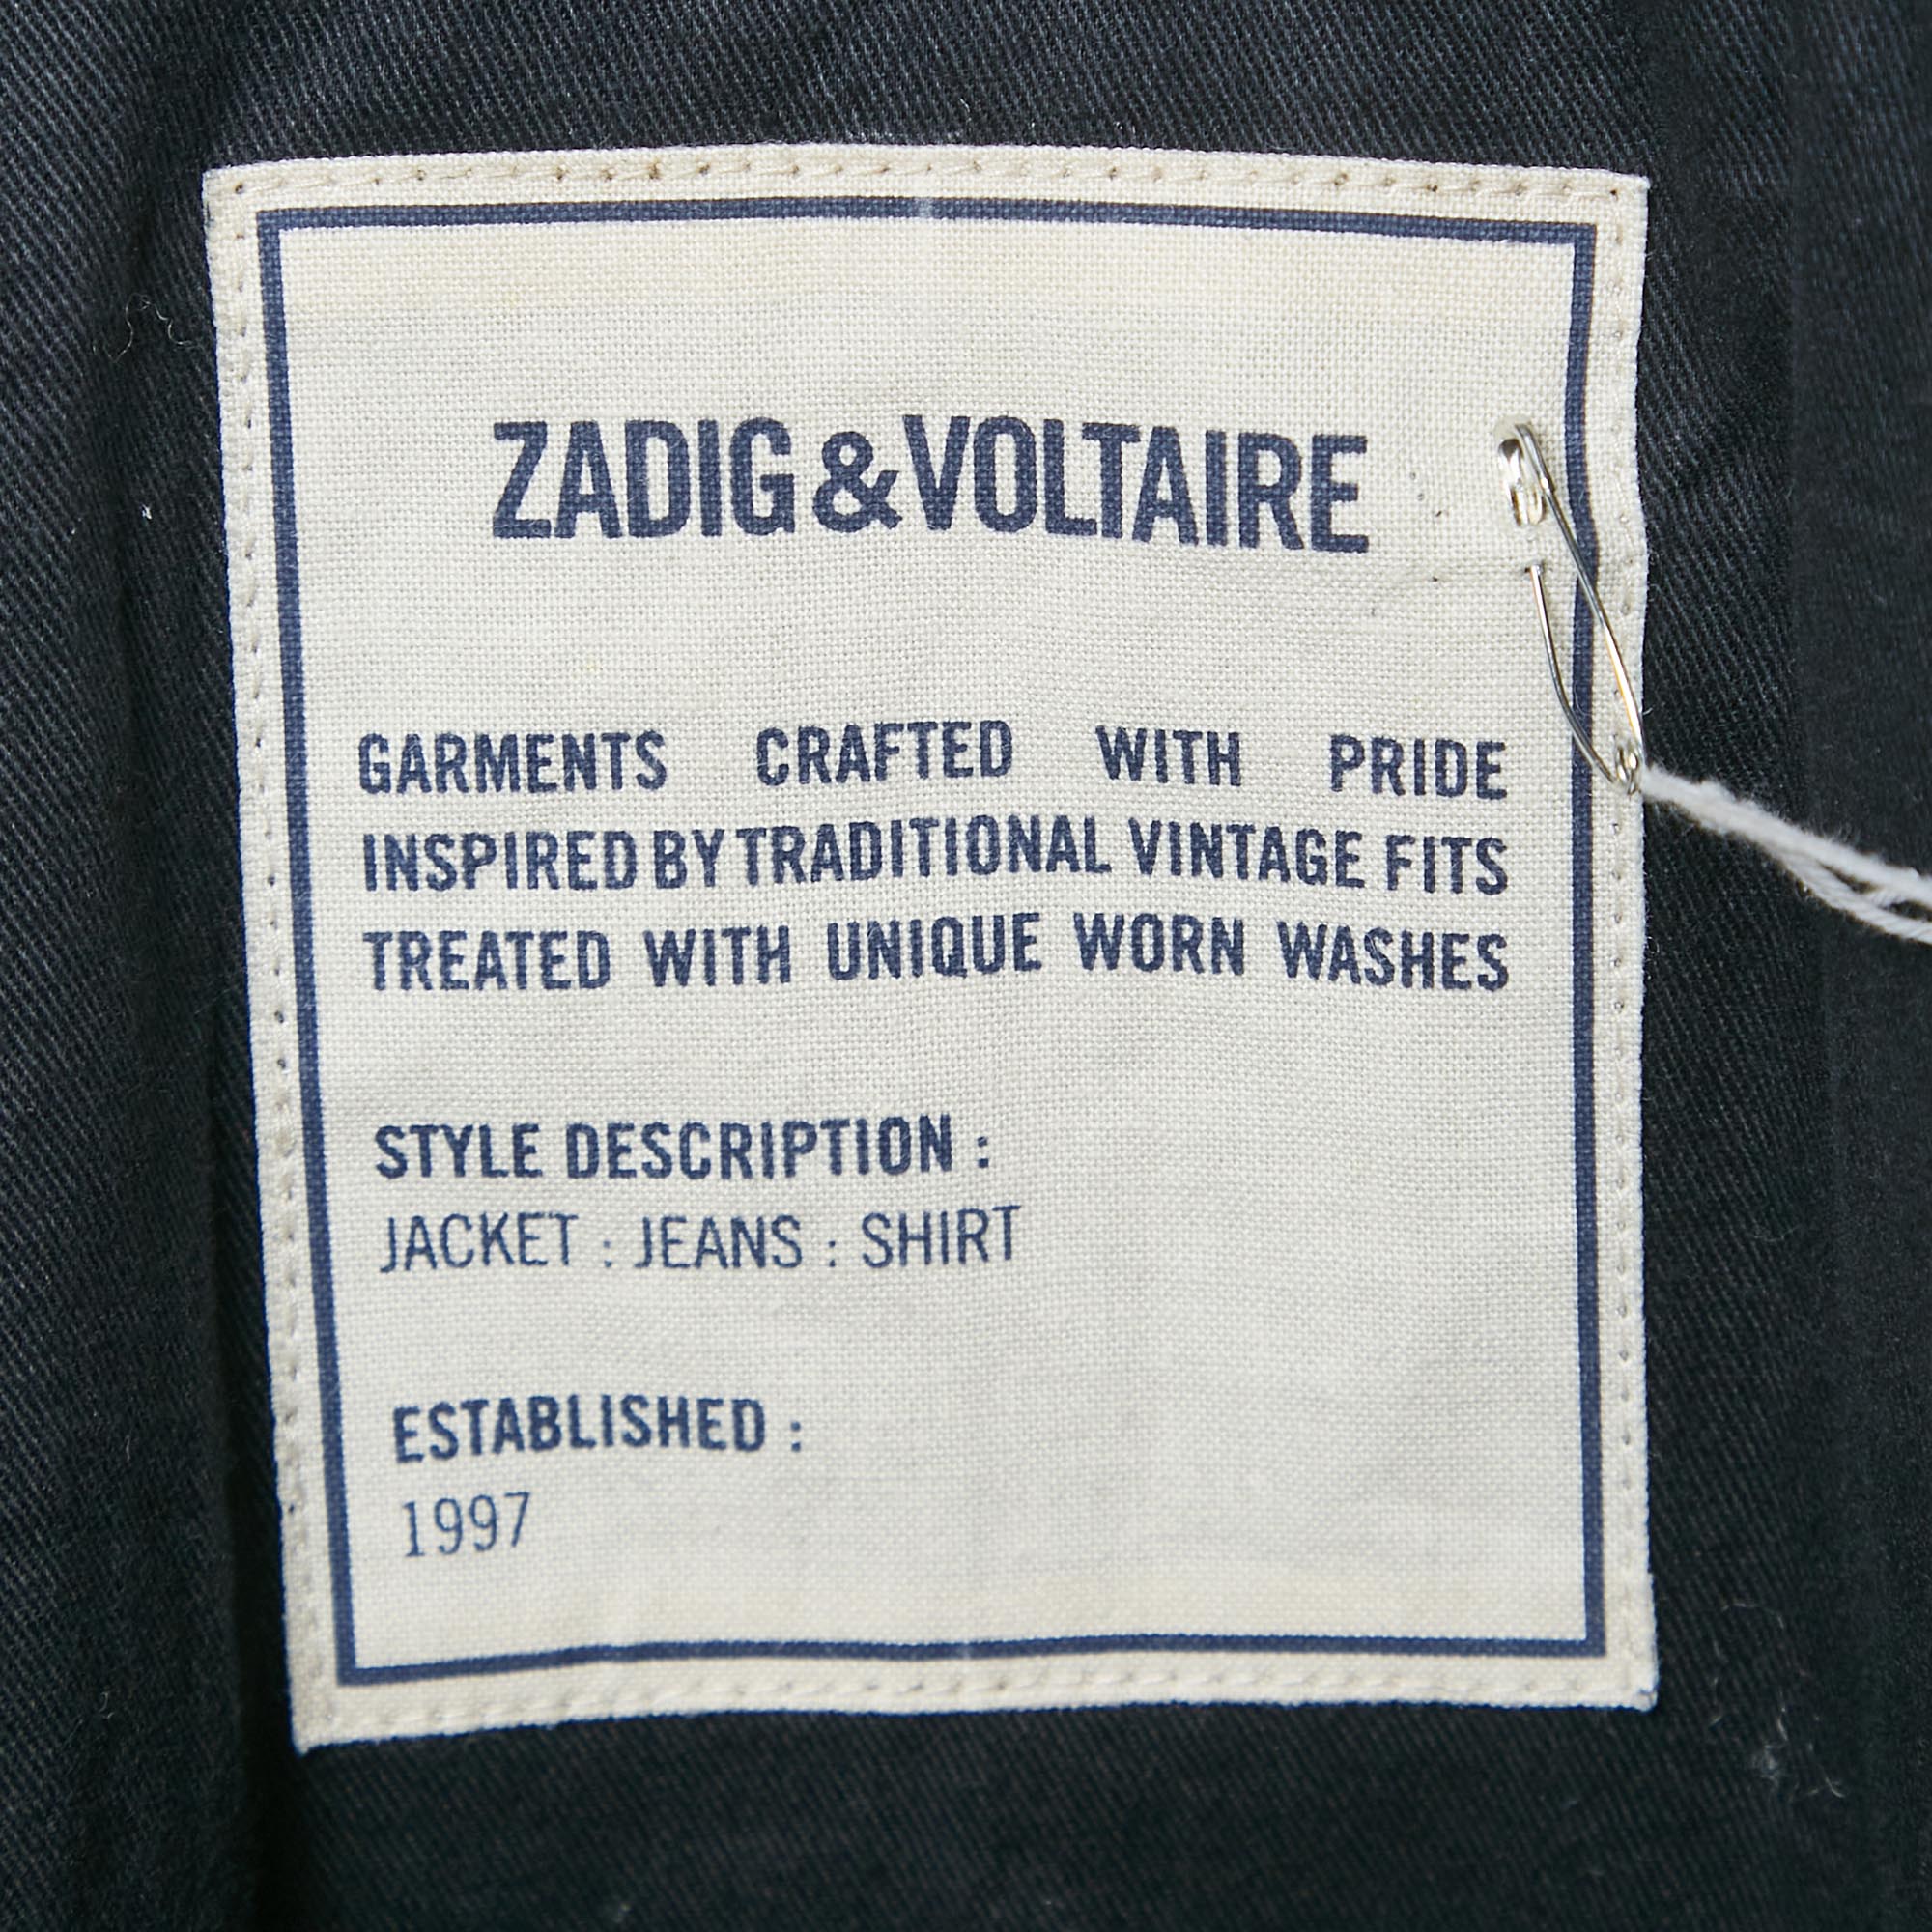 ZADIG & VOLTAIRE
GARMENTS CRAFTED WITH PRIDE
INSPIRED BY TRADITIONAL VINTAGE FITS
TREATED WITH UNIQUE WORN WASHES
STYLE DESCRIPTION :
JACKET : JEANS : SHIRT
ESTABLISHED :
1997